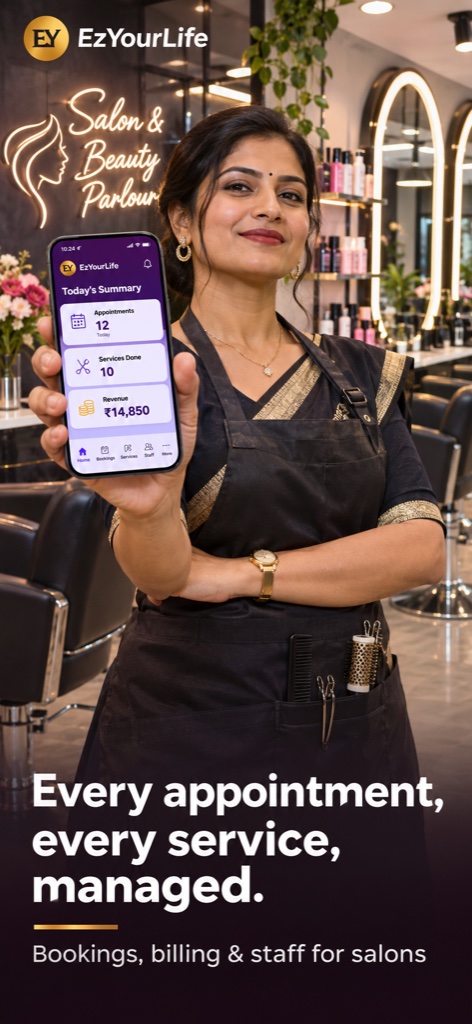 EY EzYourLife
Salon &
Beauty
Parlour
10:24
EY EzYourLife
Today's Summary
Appointments
12
Today
Services Done
10
Revenue
₹14,850
Home Bookings Services Staff More
Every appointment,
every service,
managed.
Bookings, billing & staff for salons